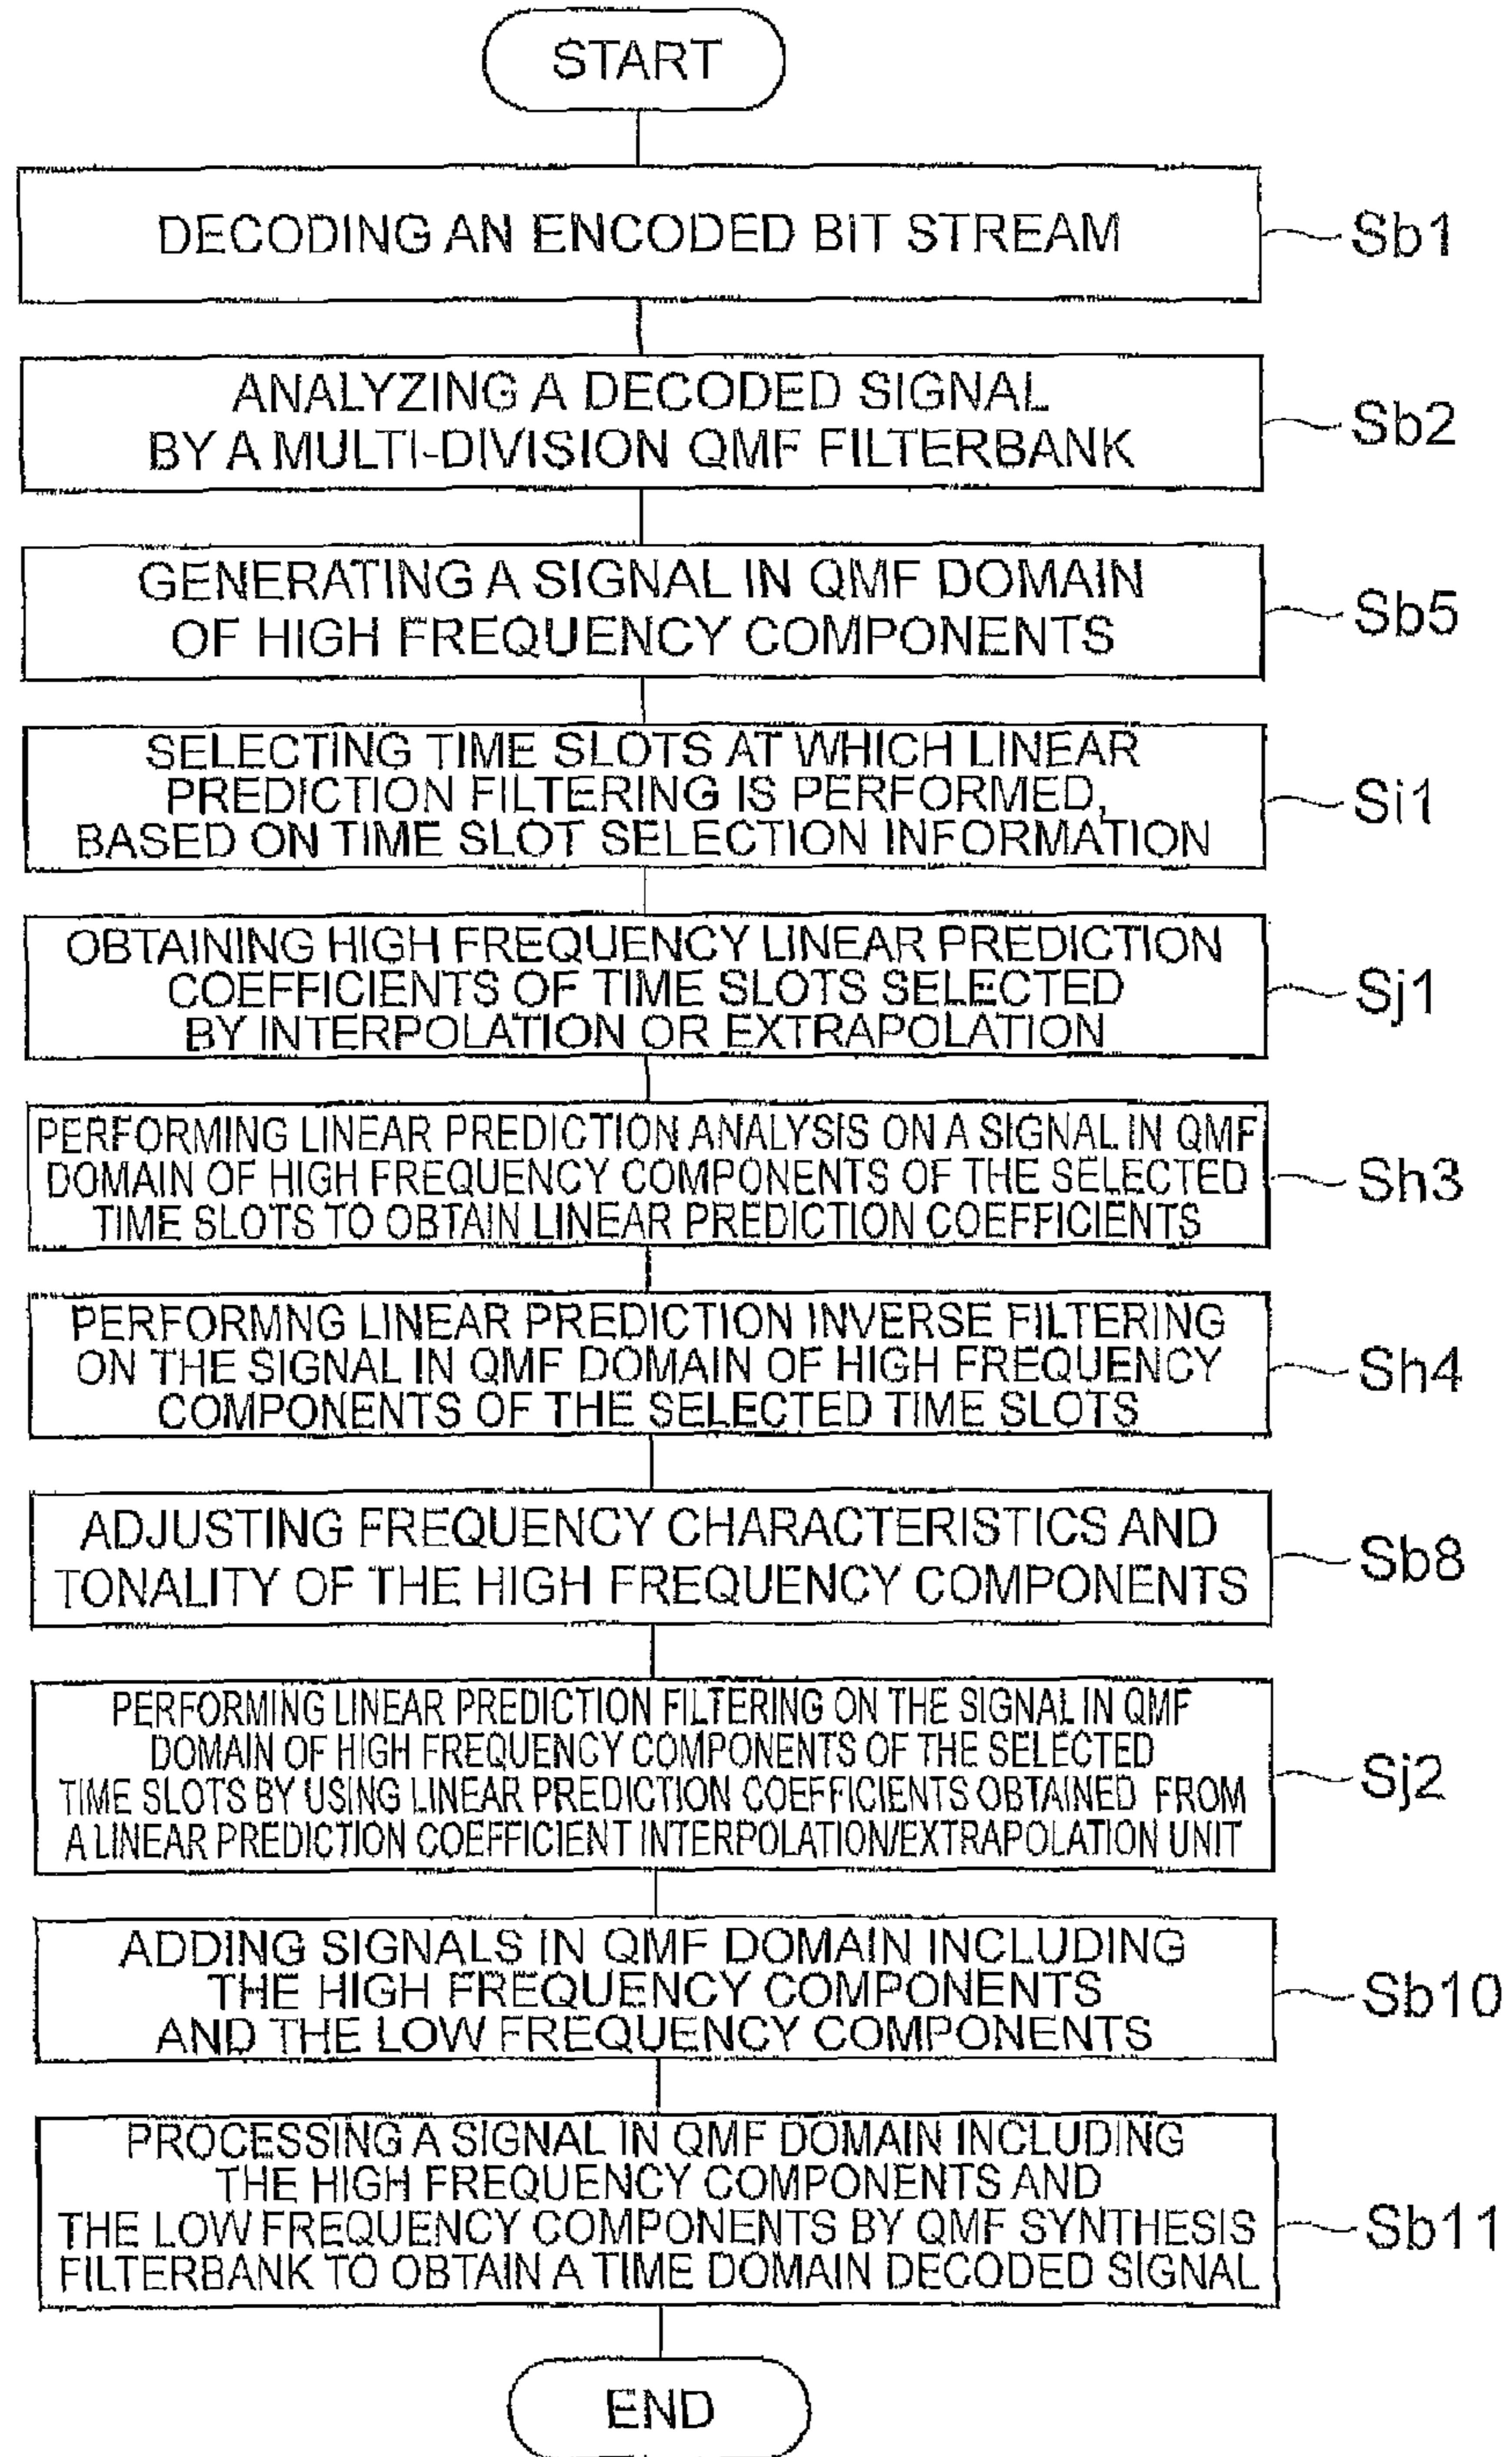 START
DECODING AN ENCODED BIT STREAM
Sb1
ANALYZING A DECODED SIGNAL
BY A MULTI-DIVISION QMF FILTERBANK
Sb2
GENERATING A SIGNAL IN QMF DOMAIN
OF HIGH FREQUENCY COMPONENTS
Sb5
SELECTING TIME SLOTS AT WHICH LINEAR
PREDICTION FILTERING IS PERFORMED,
BASED ON TIME SLOT SELECTION INFORMATION
Si1
OBTAINING HIGH FREQUENCY LINEAR PREDICTION
COEFFICIENTS OF TIME SLOTS SELECTED
BY INTERPOLATION OR EXTRAPOLATION
Sj1
PERFORMING LINEAR PREDICTION ANALYSIS ON A SIGNAL IN QMF
DOMAIN OF HIGH FREQUENCY COMPONENTS OF THE SELECTED
TIME SLOTS TO OBTAIN LINEAR PREDICTION COEFFICIENTS
Sh3
PERFORMNG LINEAR PREDICTION INVERSE FILTERING
ON THE SIGNAL IN QMF DOMAIN OF HIGH FREQUENCY
COMPONENTS OF THE SELECTED TIME SLOTS
Sh4
ADJUSTING FREQUENCY CHARACTERISTICS AND
TONALITY OF THE HIGH FREQUENCY COMPONENTS
Sb8
PERFORMING LINEAR PREDICTION FILTERING ON THE SIGNAL IN QMF
DOMAIN OF HIGH FREQUENCY COMPONENTS OF THE SELECTED
TIME SLOTS BY USING LINEAR PREDICTION COEFFICIENTS OBTAINED FROM
A LINEAR PREDICTION COEFFICIENT INTERPOLATION/EXTRAPOLATION UNIT
Sj2
ADDING SIGNALS IN QMF DOMAIN INCLUDING
THE HIGH FREQUENCY COMPONENTS
AND THE LOW FREQUENCY COMPONENTS
Sb10
PROCESSING A SIGNAL IN QMF DOMAIN INCLUDING
THE HIGH FREQUENCY COMPONENTS AND
THE LOW FREQUENCY COMPONENTS BY QMF SYNTHESIS
FILTERBANK TO OBTAIN A TIME DOMAIN DECODED SIGNAL
Sb11
END